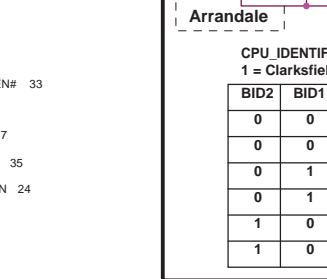 Arrandale
CPU_IDENTIF
1 = Clarksfiel
N# 33
7
35
N 24
BID2 BID1
0 0
0 0
0 1
0 1
1 0
1 0